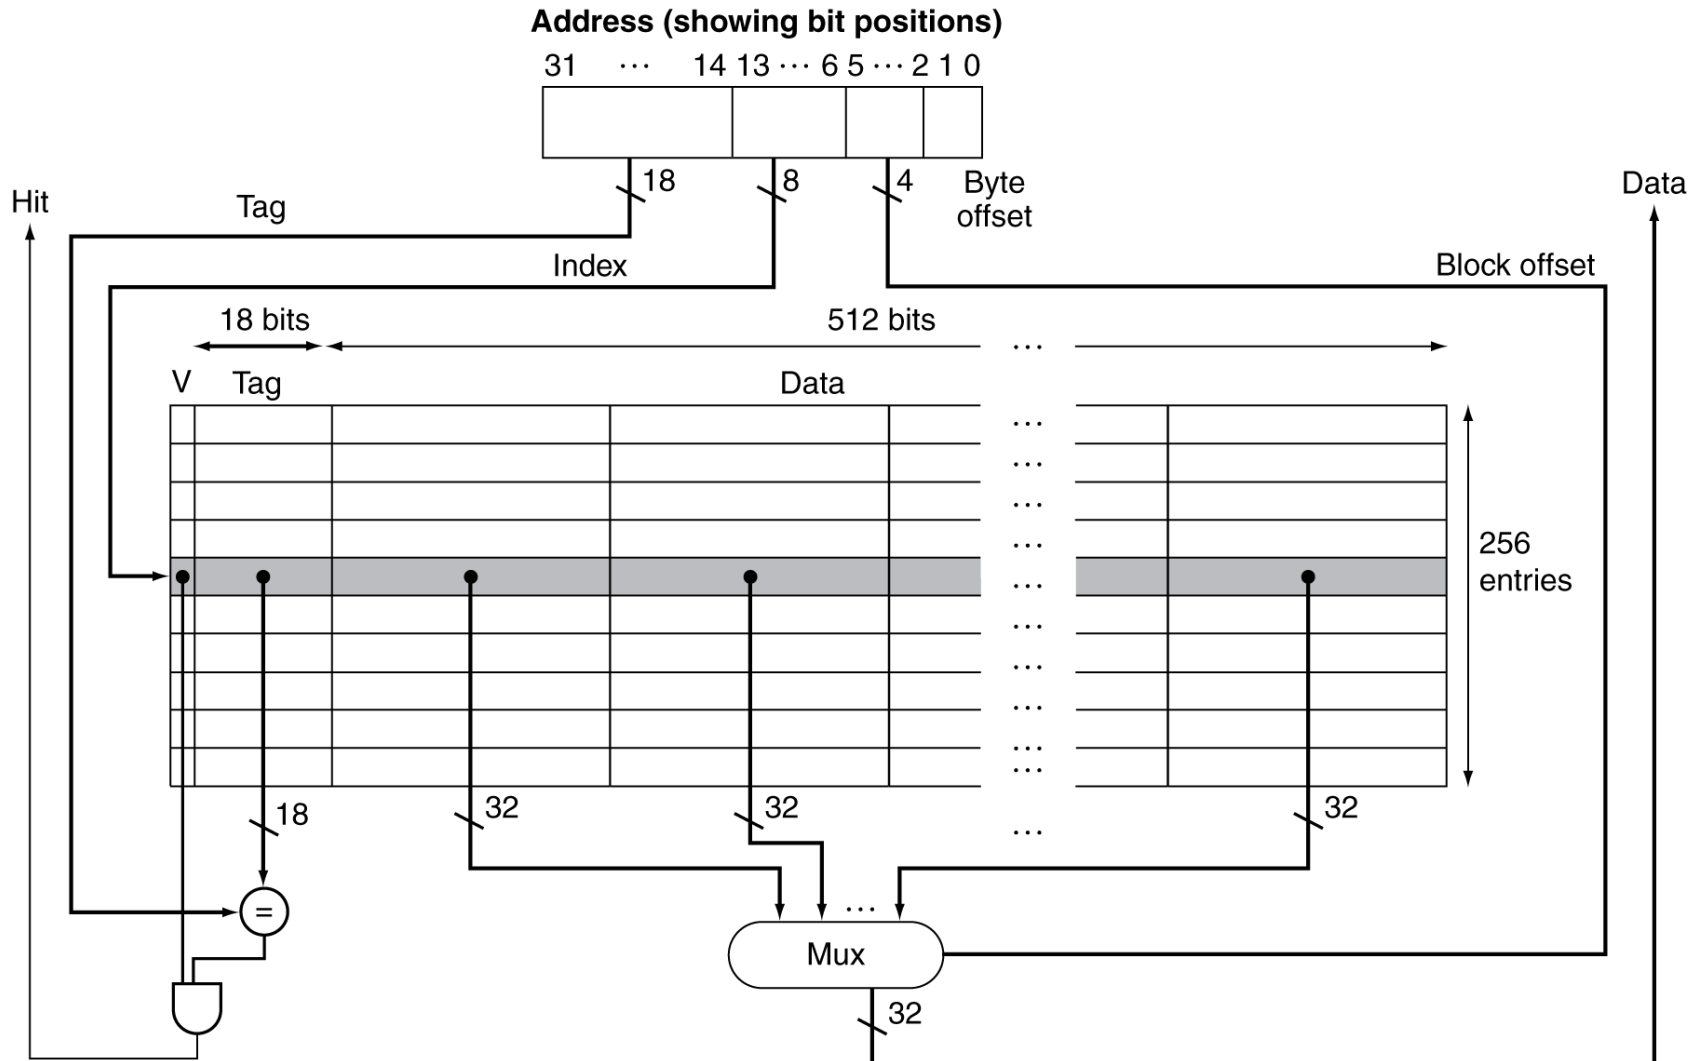 Address (showing bit positions)
31 ··· 14 13 ··· 6 5 ··· 2 1 0
18
8
4
Byte
offset
Hit
Data
Tag
Index
Block offset
18 bits
512 bits
···
V
Tag
Data
···
···
···
···
···
···
···
···
···
···
256
entries
18
32
32
···
32
=
···
Mux
32